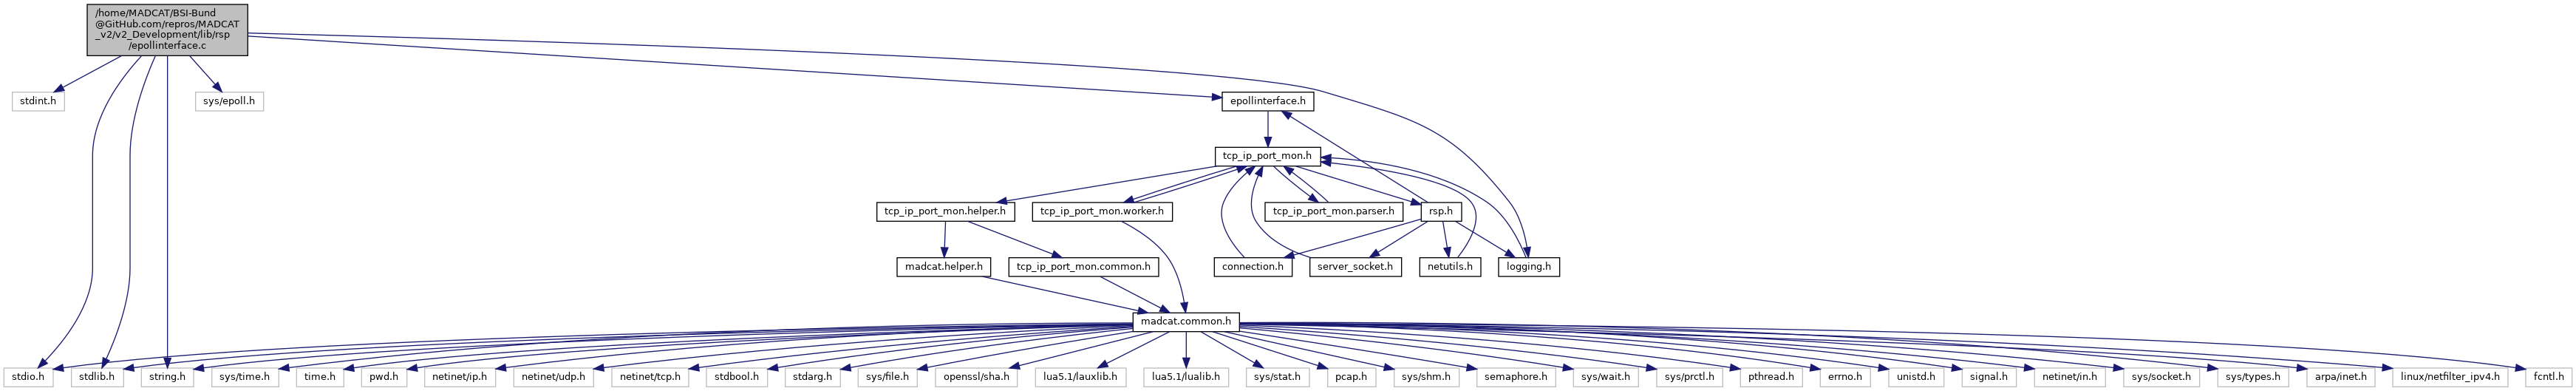 /home/MADCAT/BSI-Bund
@GitHub.com/repros/MADCAT
_v2/v2_Development/lib/rsp
/epollinterface.c
stdint.h
sys/epoll.h
epollinterface.h
tcp_ip_port_mon.h
tcp_ip_port_mon.helper.h
tcp_ip_port_mon.worker.h
tcp_ip_port_mon.parser.h
rsp.h
madcat.helper.h
tcp_ip_port_mon.common.h
connection.h
server_socket.h
netutils.h
logging.h
madcat.common.h
stdio.h
stdlib.h
string.h
sys/time.h
time.h
pwd.h
netinet/ip.h
netinet/udp.h
netinet/tcp.h
stdbool.h
stdarg.h
sys/file.h
openssl/sha.h
lua5.1/lauxlib.h
lua5.1/lualib.h
sys/stat.h
pcap.h
sys/shm.h
semaphore.h
sys/wait.h
sys/prctl.h
pthread.h
errno.h
unistd.h
signal.h
netinet/in.h
sys/socket.h
sys/types.h
arpa/inet.h
linux/netfilter_ipv4.h
fcntl.h